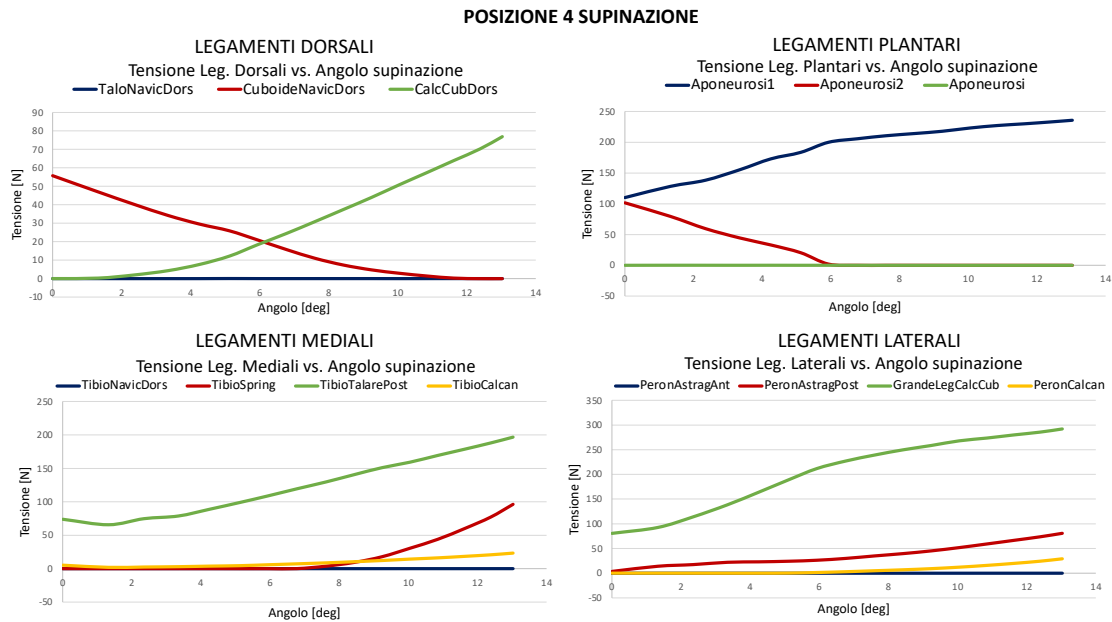 POSIZIONE 4 SUPINAZIONE
LEGAMENTI DORSALI
Tensione Leg. Dorsali vs. Angolo supinazione
TaloNavicDors CuboideNavicDors CalcCubDors
Tensione [N]
90
80
70
60
50
40
30
20
10
0
-10
0 2 4 6 8 10 12 14
Angolo [deg]
LEGAMENTI PLANTARI
Tensione Leg. Plantari vs. Angolo supinazione
Aponeurosi1 Aponeurosi2 Aponeurosi
Tensione [N]
250
200
150
100
50
0
-50
0 2 4 6 8 10 12 14
Angolo [deg]
LEGAMENTI MEDIALI
Tensione Leg. Mediali vs. Angolo supinazione
TibioNavicDors TibioSpring TibioTalarePost TibioCalcan
Tensione [N]
250
200
150
100
50
0
-50
0 2 4 6 8 10 12 14
Angolo [deg]
LEGAMENTI LATERALI
Tensione Leg. Laterali vs. Angolo supinazione
PeronAstragAnt PeronAstragPost GrandeLegCalcCub PeronCalcan
Tensione [N]
350
300
250
200
150
100
50
0
-50
0 2 4 6 8 10 12 14
Angolo [deg]